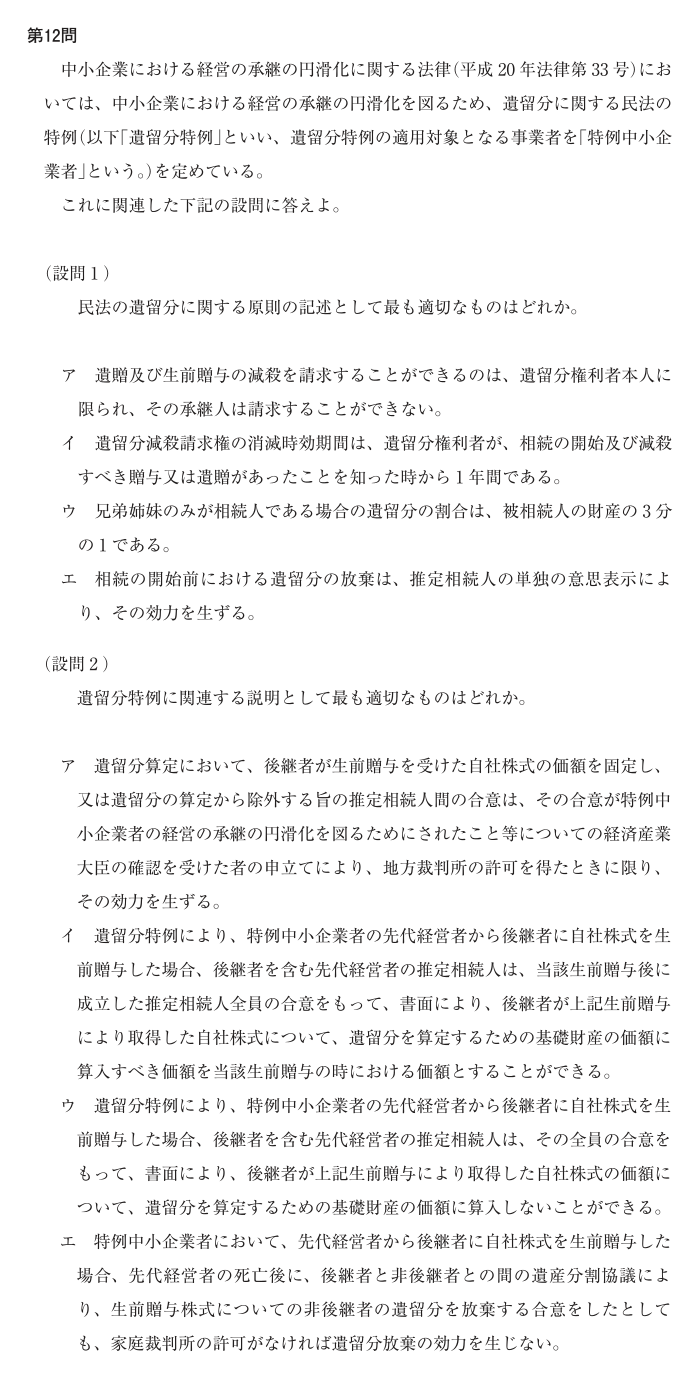 第12問
中小企業における経営の承継の円滑化に関する法律(平成 20 年法律第 33 号)にお
いては、中小企業における経営の承継の円滑化を図るため、遺留分に関する民法の
特例(以下「遺留分特例」といい、遺留分特例の適用対象となる事業者を「特例中小企
業者」という。)を定めている。
これに関連した下記の設問に答えよ。
(設問 1 )
民法の遺留分に関する原則の記述として最も適切なものはどれか。
ア 遺贈及び生前贈与の減殺を請求することができるのは、遺留分権利者本人に
限られ、その承継人は請求することができない。
イ 遺留分減殺請求権の消滅時効期間は、遺留分権利者が、相続の開始及び減殺
すべき贈与又は遺贈があったことを知った時から 1 年間である。
ウ 兄弟姉妹のみが相続人である場合の遺留分の割合は、被相続人の財産の 3 分
の 1 である。
エ 相続の開始前における遺留分の放棄は、推定相続人の単独の意思表示によ
り、その効力を生ずる。
(設問 2 )
遺留分特例に関連する説明として最も適切なものはどれか。
ア 遺留分算定において、後継者が生前贈与を受けた自社株式の価額を固定し、
又は遺留分の算定から除外する旨の推定相続人間の合意は、その合意が特例中
小企業者の経営の承継の円滑化を図るためにされたこと等についての経済産業
大臣の確認を受けた者の申立てにより、地方裁判所の許可を得たときに限り、
その効力を生ずる。
イ 遺留分特例により、特例中小企業者の先代経営者から後継者に自社株式を生
前贈与した場合、後継者を含む先代経営者の推定相続人は、当該生前贈与後に
成立した推定相続人全員の合意をもって、書面により、後継者が上記生前贈与
により取得した自社株式について、遺留分を算定するための基礎財産の価額に
算入すべき価額を当該生前贈与の時における価額とすることができる。
ウ 遺留分特例により、特例中小企業者の先代経営者から後継者に自社株式を生
前贈与した場合、後継者を含む先代経営者の推定相続人は、その全員の合意を
もって、書面により、後継者が上記生前贈与により取得した自社株式の価額に
ついて、遺留分を算定するための基礎財産の価額に算入しないことができる。
エ 特例中小企業者において、先代経営者から後継者に自社株式を生前贈与した
場合、先代経営者の死亡後に、後継者と非後継者との間の遺産分割協議によ
り、生前贈与株式についての非後継者の遺留分を放棄する合意をしたとして
も、家庭裁判所の許可がなければ遺留分放棄の効力を生じない。